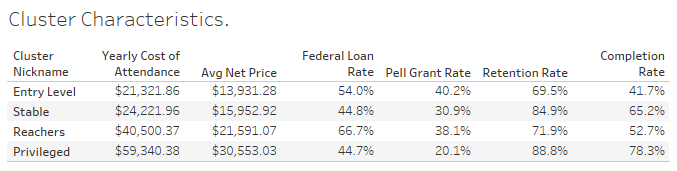 Cluster Characteristics.
Cluster Nickname Yearly Cost of Attendance Avg Net Price Federal Loan Rate Pell Grant Rate Retention Rate Completion Rate
Entry Level $21,321.86 $13,931.28 54.0% 40.2% 69.5% 41.7%
Stable $24,221.96 $15,952.92 44.8% 30.9% 84.9% 65.2%
Reachers $40,500.37 $21,591.07 66.7% 38.1% 71.9% 52.7%
Privileged $59,340.38 $30,553.03 44.7% 20.1% 88.8% 78.3%